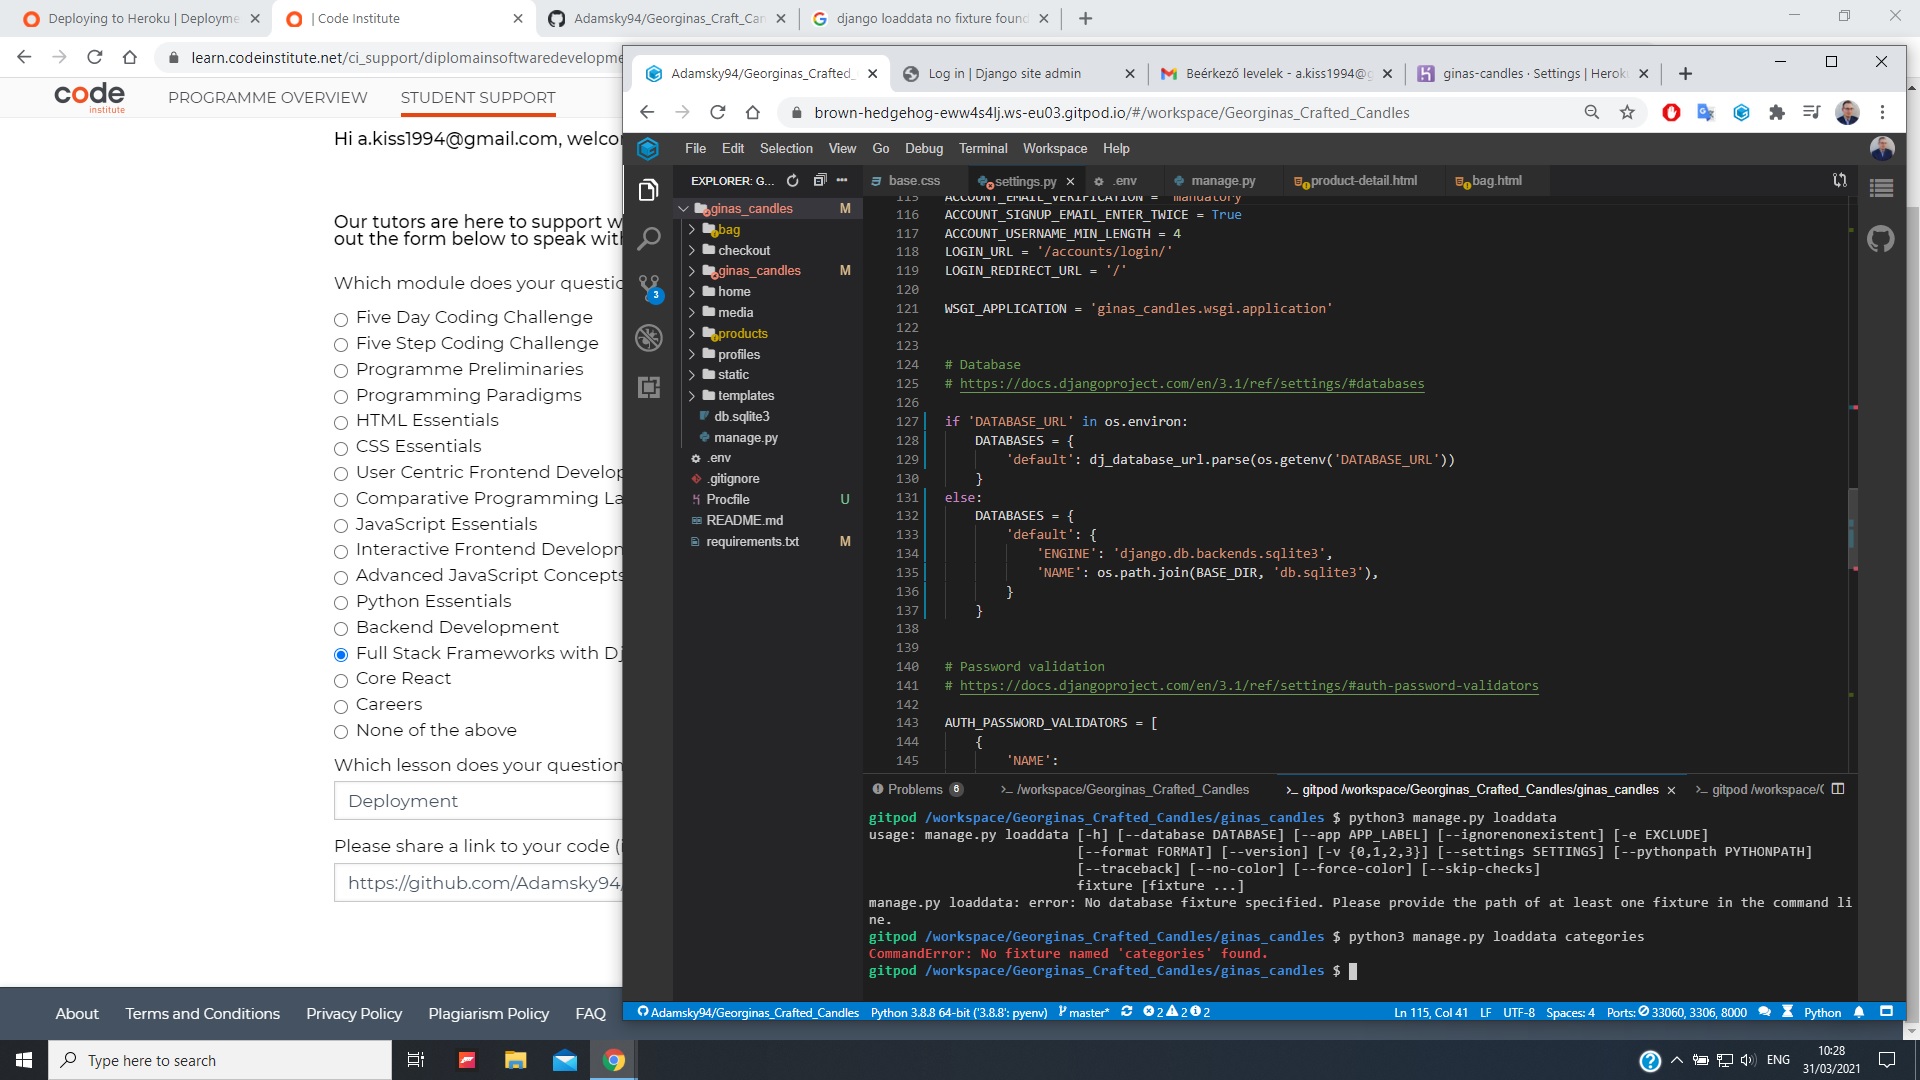 Deploying to Heroku | Deployme
| Code Institute
Adamsky94/Georginas_Craft_Can
django loaddata no fixture found
learn.codeinstitute.net/ci_support/diplomainsoftwaredevelopme
code
institute
PROGRAMME OVERVIEW
STUDENT SUPPORT
Hi a.kiss1994@gmail.com, welco
Our tutors are here to support w
out the form below to speak with
Which module does your questio
Five Day Coding Challenge
Five Step Coding Challenge
Programme Preliminaries
Programming Paradigms
HTML Essentials
CSS Essentials
User Centric Frontend Develop
Comparative Programming La
JavaScript Essentials
Interactive Frontend Developn
Advanced JavaScript Concepts
Python Essentials
Backend Development
Full Stack Frameworks with Dj
Core React
Careers
None of the above
Which lesson does your question
Deployment
Please share a link to your code (i
https://github.com/Adamsky94/
About
Terms and Conditions
Privacy Policy
Plagiarism Policy
FAQ
Adamsky94/Georginas_Crafted_
Log in | Django site admin
Beérkező levelek - a.kiss1994@g
ginas-candles · Settings | Heroku
brown-hedgehog-eww4s4lj.ws-eu03.gitpod.io/#/workspace/Georginas_Crafted_Candles
File Edit Selection View Go Debug Terminal Workspace Help
EXPLORER: G...
ginas_candles M
bag
checkout
ginas_candles M
home
media
products
profiles
static
templates
db.sqlite3
manage.py
.env
.gitignore
Procfile U
README.md
requirements.txt M
3
base.css
settings.py
.env
manage.py
product-detail.html
bag.html
115 ACCOUNT_EMAIL_VERIFICATION = 'mandatory'
116 ACCOUNT_SIGNUP_EMAIL_ENTER_TWICE = True
117 ACCOUNT_USERNAME_MIN_LENGTH = 4
118 LOGIN_URL = '/accounts/login/'
119 LOGIN_REDIRECT_URL = '/'
120
121 WSGI_APPLICATION = 'ginas_candles.wsgi.application'
122
123
124 # Database
125 # https://docs.djangoproject.com/en/3.1/ref/settings/#databases
126
127 if 'DATABASE_URL' in os.environ:
128 DATABASES = {
129 'default': dj_database_url.parse(os.getenv('DATABASE_URL'))
130 }
131 else:
132 DATABASES = {
133 'default': {
134 'ENGINE': 'django.db.backends.sqlite3',
135 'NAME': os.path.join(BASE_DIR, 'db.sqlite3'),
136 }
137 }
138
139
140 # Password validation
141 # https://docs.djangoproject.com/en/3.1/ref/settings/#auth-password-validators
142
143 AUTH_PASSWORD_VALIDATORS = [
144 {
145 'NAME':
Problems 6
>_ /workspace/Georginas_Crafted_Candles
>_ gitpod /workspace/Georginas_Crafted_Candles/ginas_candles
>_ gitpod /workspace/
gitpod /workspace/Georginas_Crafted_Candles/ginas_candles $ python3 manage.py loaddata
usage: manage.py loaddata [-h] [--database DATABASE] [--app APP_LABEL] [--ignorenonexistent] [-e EXCLUDE]
[--format FORMAT] [--version] [-v {0,1,2,3}] [--settings SETTINGS] [--pythonpath PYTHONPATH]
[--traceback] [--no-color] [--force-color] [--skip-checks]
fixture [fixture ...]
manage.py loaddata: error: No database fixture specified. Please provide the path of at least one fixture in the command li
ne.
gitpod /workspace/Georginas_Crafted_Candles/ginas_candles $ python3 manage.py loaddata categories
CommandError: No fixture named 'categories' found.
gitpod /workspace/Georginas_Crafted_Candles/ginas_candles $
Adamsky94/Georginas_Crafted_Candles
Python 3.8.8 64-bit ('3.8.8': pyenv)
master*
2 2 2
Ln 115, Col 41
LF
UTF-8
Spaces: 4
Ports: 33060, 3306, 8000
Python
Type here to search
ENG
10:28
31/03/2021